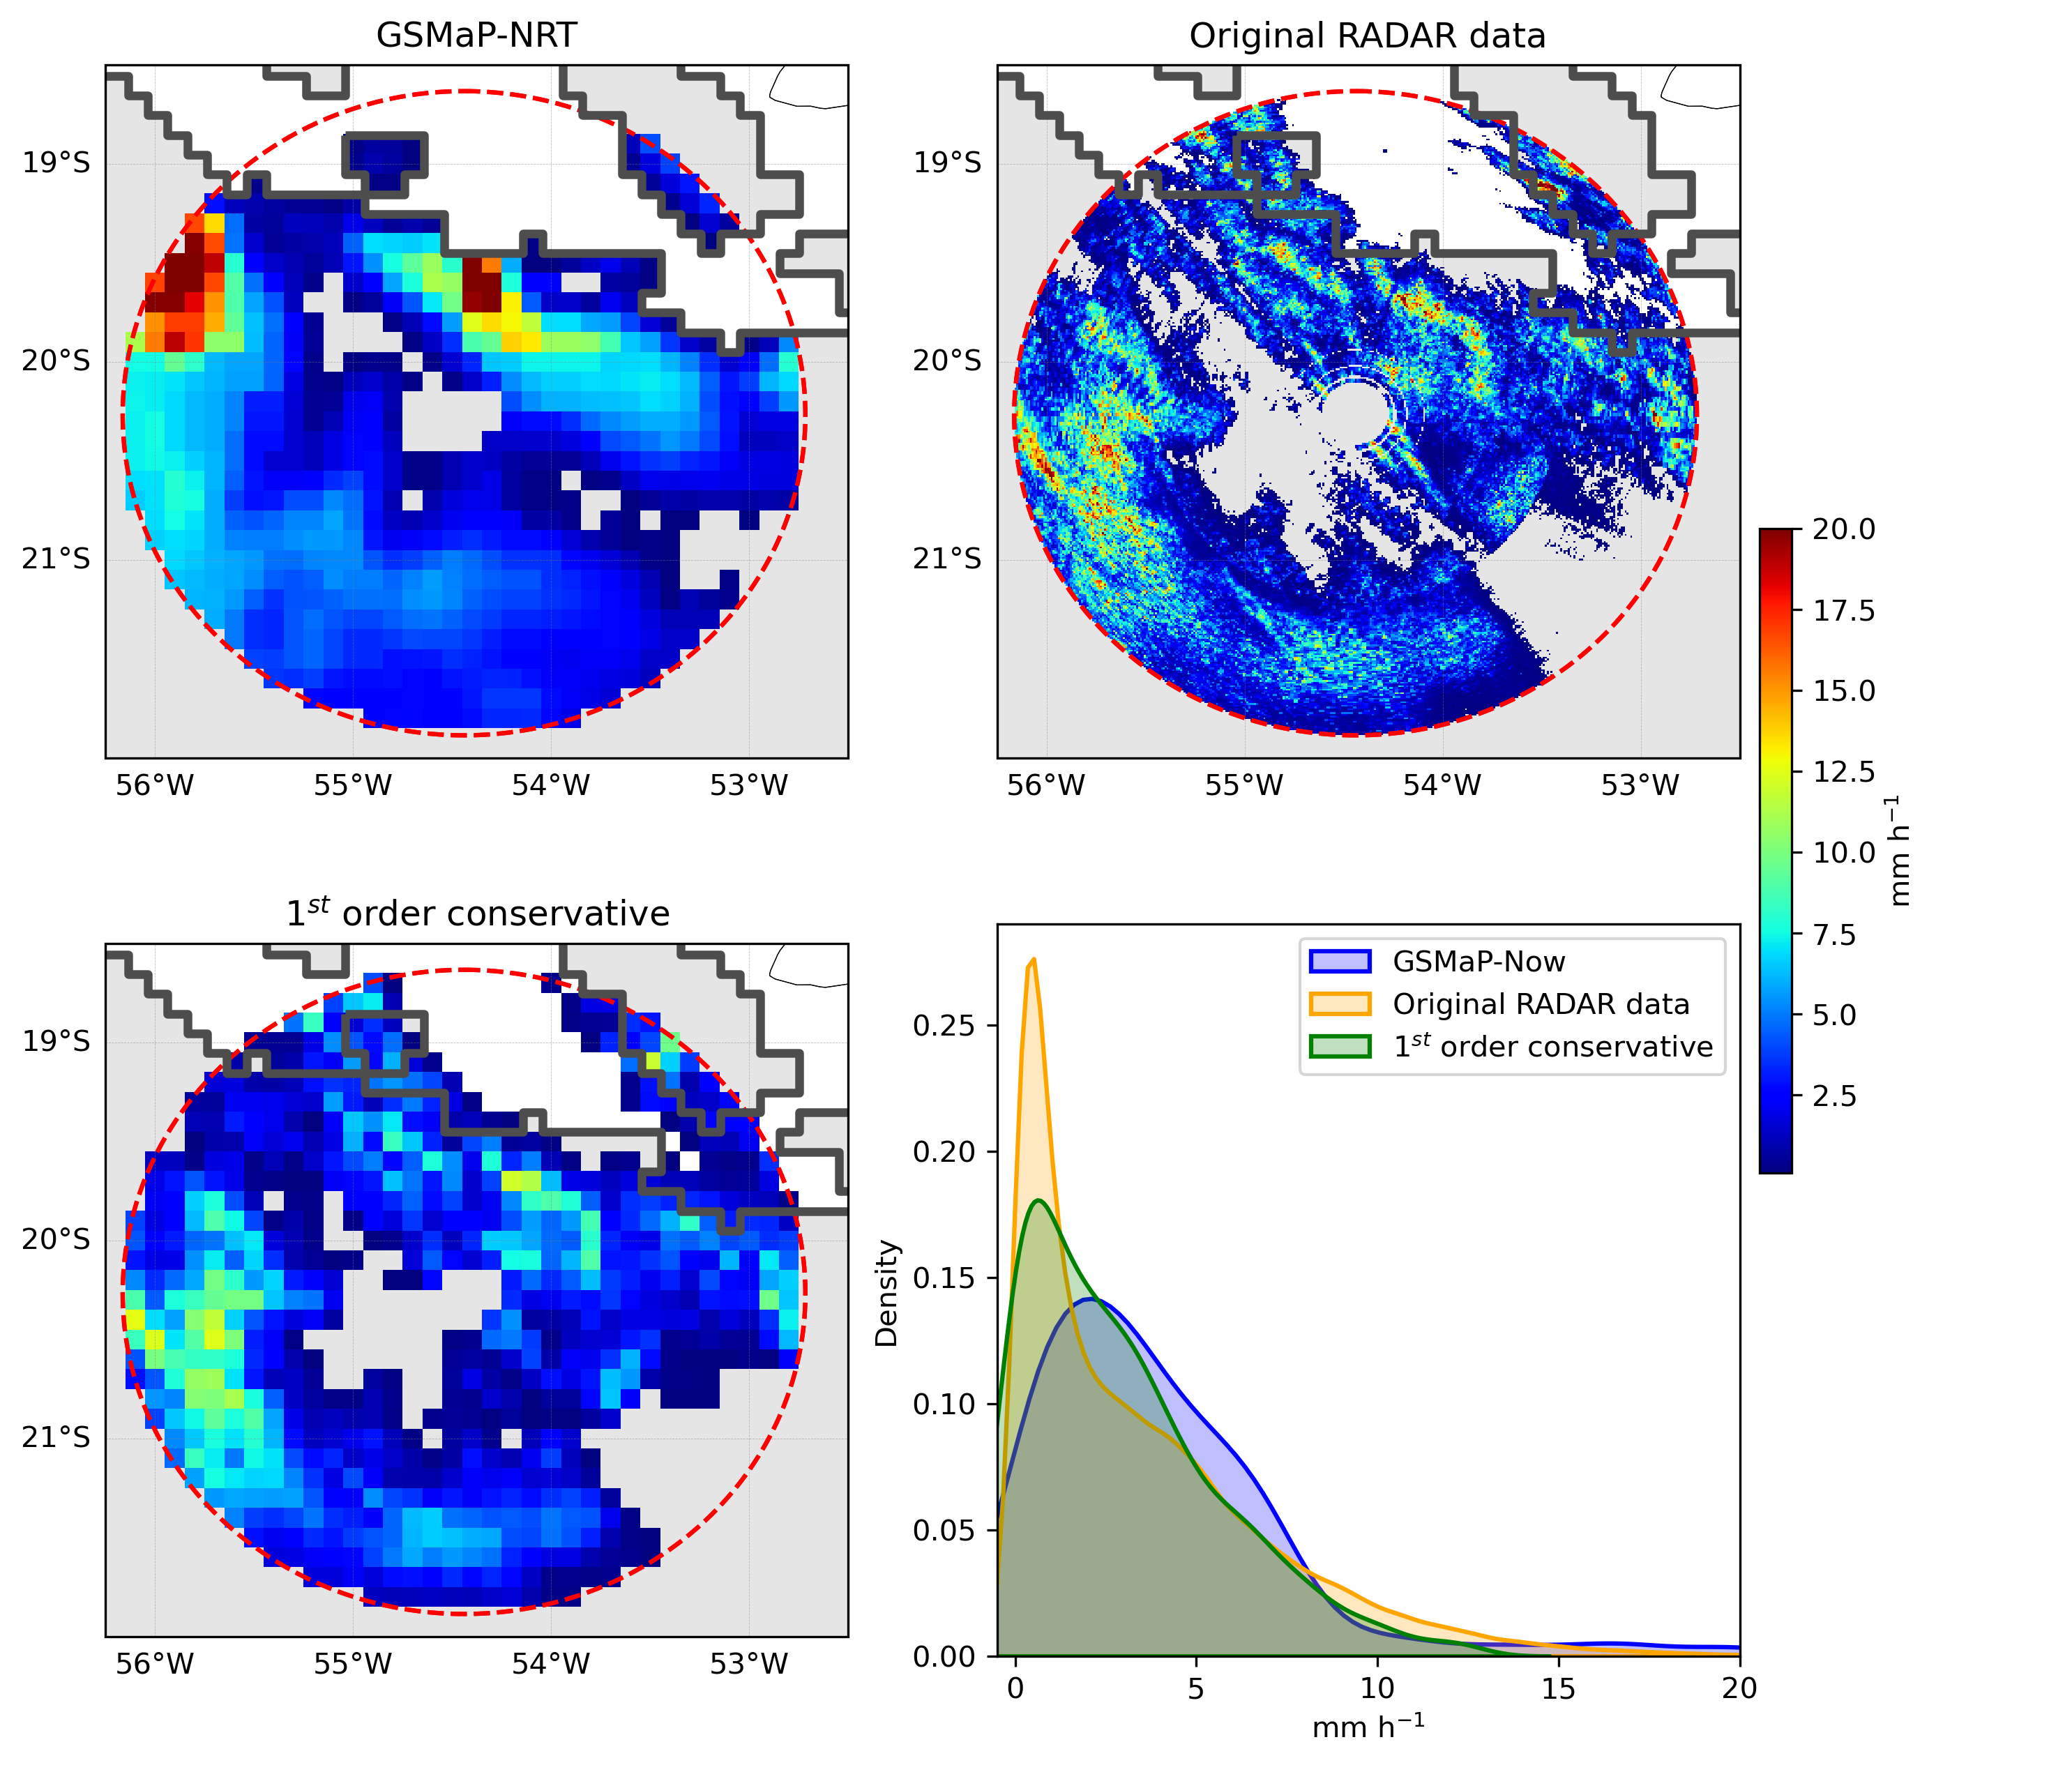 GSMaP-NRT
Original RADAR data
19°S
20°S
21°S
56°W
55°W
54°W
53°W
19°S
20°S
21°S
56°W
55°W
54°W
53°W
20.0
17.5
15.0
12.5
10.0
7.5
5.0
2.5
mm h⁻¹
1ˢᵗ order conservative
19°S
20°S
21°S
56°W
55°W
54°W
53°W
GSMaP-Now
Original RADAR data
1ˢᵗ order conservative
Density
0.25
0.20
0.15
0.10
0.05
0.00
0
5
10
15
20
mm h⁻¹